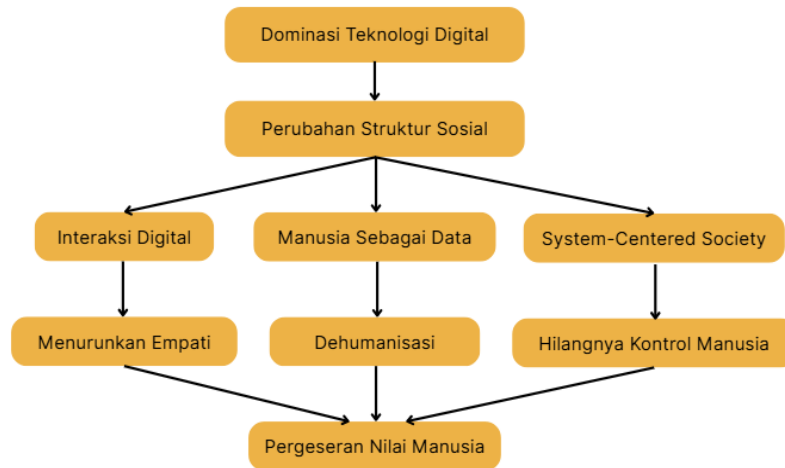 Dominasi Teknologi Digital
Perubahan Struktur Sosial
Interaksi Digital
Manusia Sebagai Data
System-Centered Society
Menurunkan Empati
Dehumanisasi
Hilangnya Kontrol Manusia
Pergeseran Nilai Manusia